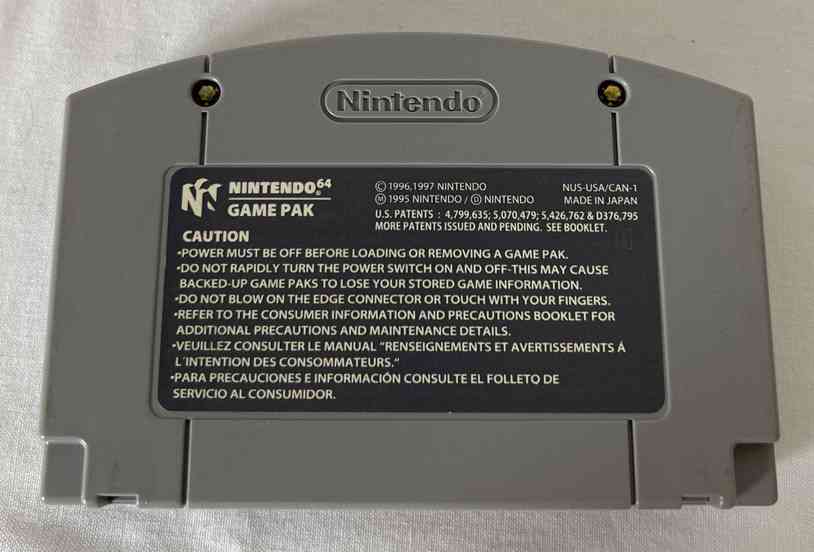 Nintendo
NINTENDO®64
GAME PAK
© 1996,1997 NINTENDO
Ⓜ 1995 NINTENDO / Ⓓ NINTENDO
NUS-USA/CAN-1
MADE IN JAPAN
U.S. PATENTS : 4,799,635; 5,070,479; 5,426,762 & D376,795
MORE PATENTS ISSUED AND PENDING. SEE BOOKLET.
CAUTION
•POWER MUST BE OFF BEFORE LOADING OR REMOVING A GAME PAK.
•DO NOT RAPIDLY TURN THE POWER SWITCH ON AND OFF-THIS MAY CAUSE
BACKED-UP GAME PAKS TO LOSE YOUR STORED GAME INFORMATION.
•DO NOT BLOW ON THE EDGE CONNECTOR OR TOUCH WITH YOUR FINGERS.
•REFER TO THE CONSUMER INFORMATION AND PRECAUTIONS BOOKLET FOR
ADDITIONAL PRECAUTIONS AND MAINTENANCE DETAILS.
•VEUILLEZ CONSULTER LE MANUAL "RENSEIGNEMENTS ET AVERTISSEMENTS Á
L'INTENTION DES CONSOMMATEURS."
•PARA PRECAUCIONES E INFORMACIÓN CONSULTE EL FOLLETO DE
SERVICIO AL CONSUMIDOR.